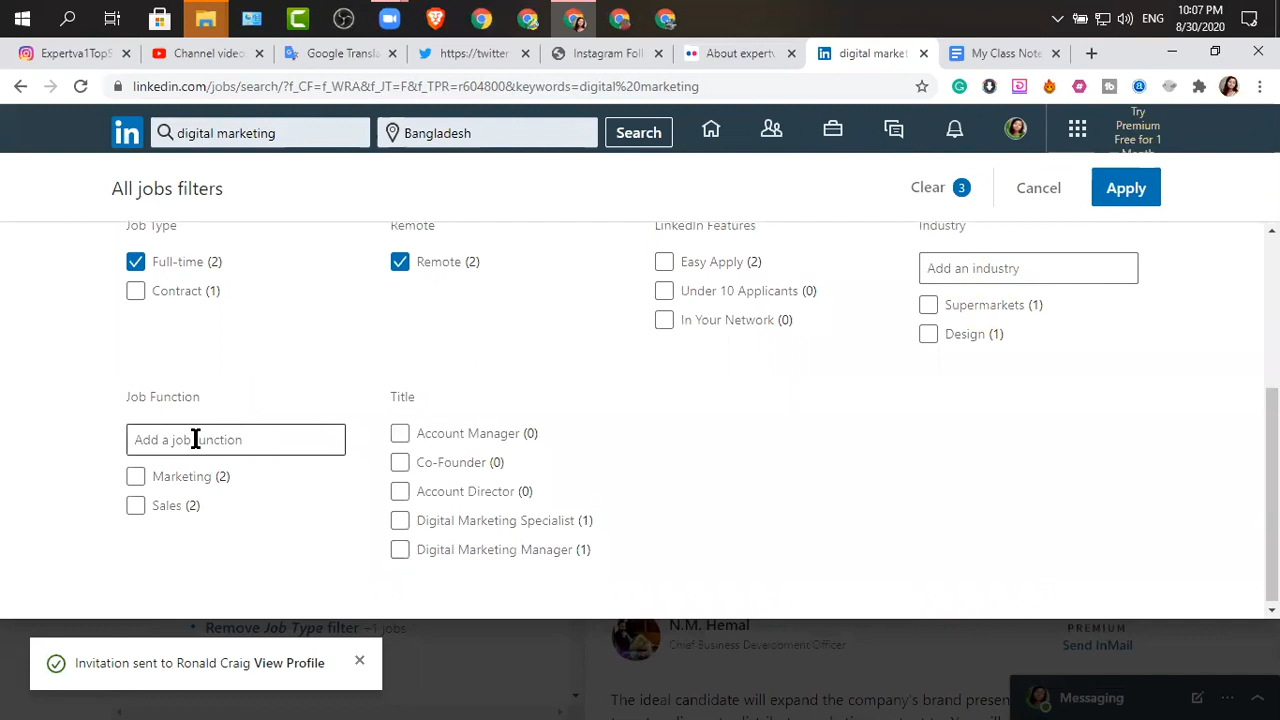 ENG
10:07 PM
8/30/2020
Expertva1TopS
Channel video
Google Transla
https://twitter
Instagram Foll
About expertv
digital market
My Class Note
linkedin.com/jobs/search/?f_CF=f_WRA&f_JT=F&f_TPR=r604800&keywords=digital%20marketing
in
digital marketing
Bangladesh
Search
Try
Premium
Free for 1
All jobs filters
Clear 3
Cancel
Apply
Job Type
Remote
LinkedIn Features
Industry
Full-time (2)
Remote (2)
Easy Apply (2)
Add an industry
Contract (1)
Under 10 Applicants (0)
Supermarkets (1)
In Your Network (0)
Design (1)
Job Function
Title
Add a job function
Account Manager (0)
Co-Founder (0)
Marketing (2)
Account Director (0)
Sales (2)
Digital Marketing Specialist (1)
Digital Marketing Manager (1)
• Remove Job Type filter +1 jobs
N.M. Hemal
Chief Business Development Officer
PREMIUM
Send InMail
Invitation sent to Ronald Craig View Profile
The ideal candidate will expand the company's brand presen
Messaging